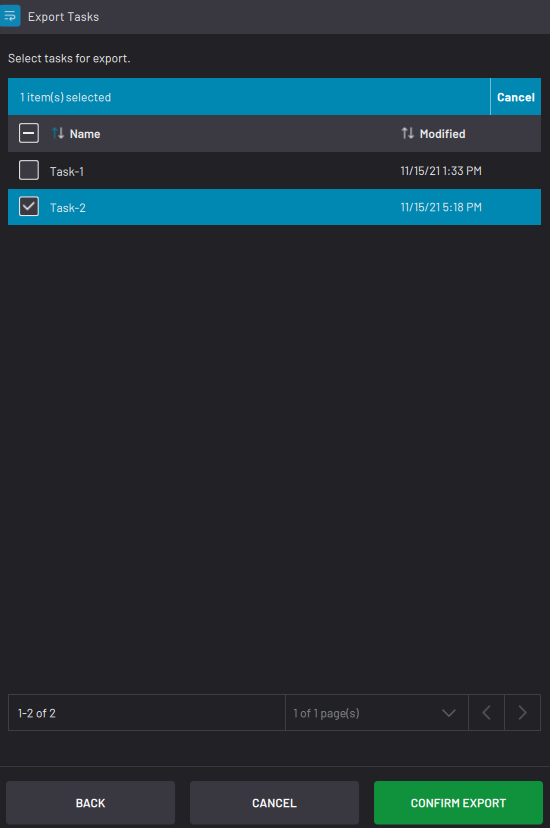 Export Tasks
Select tasks for export.
1 item(s) selected Cancel
Name Modified
Task-1 11/15/21 1:33 PM
Task-2 11/15/21 5:18 PM
1-2 of 2 1 of 1 page(s)
BACK CANCEL CONFIRM EXPORT